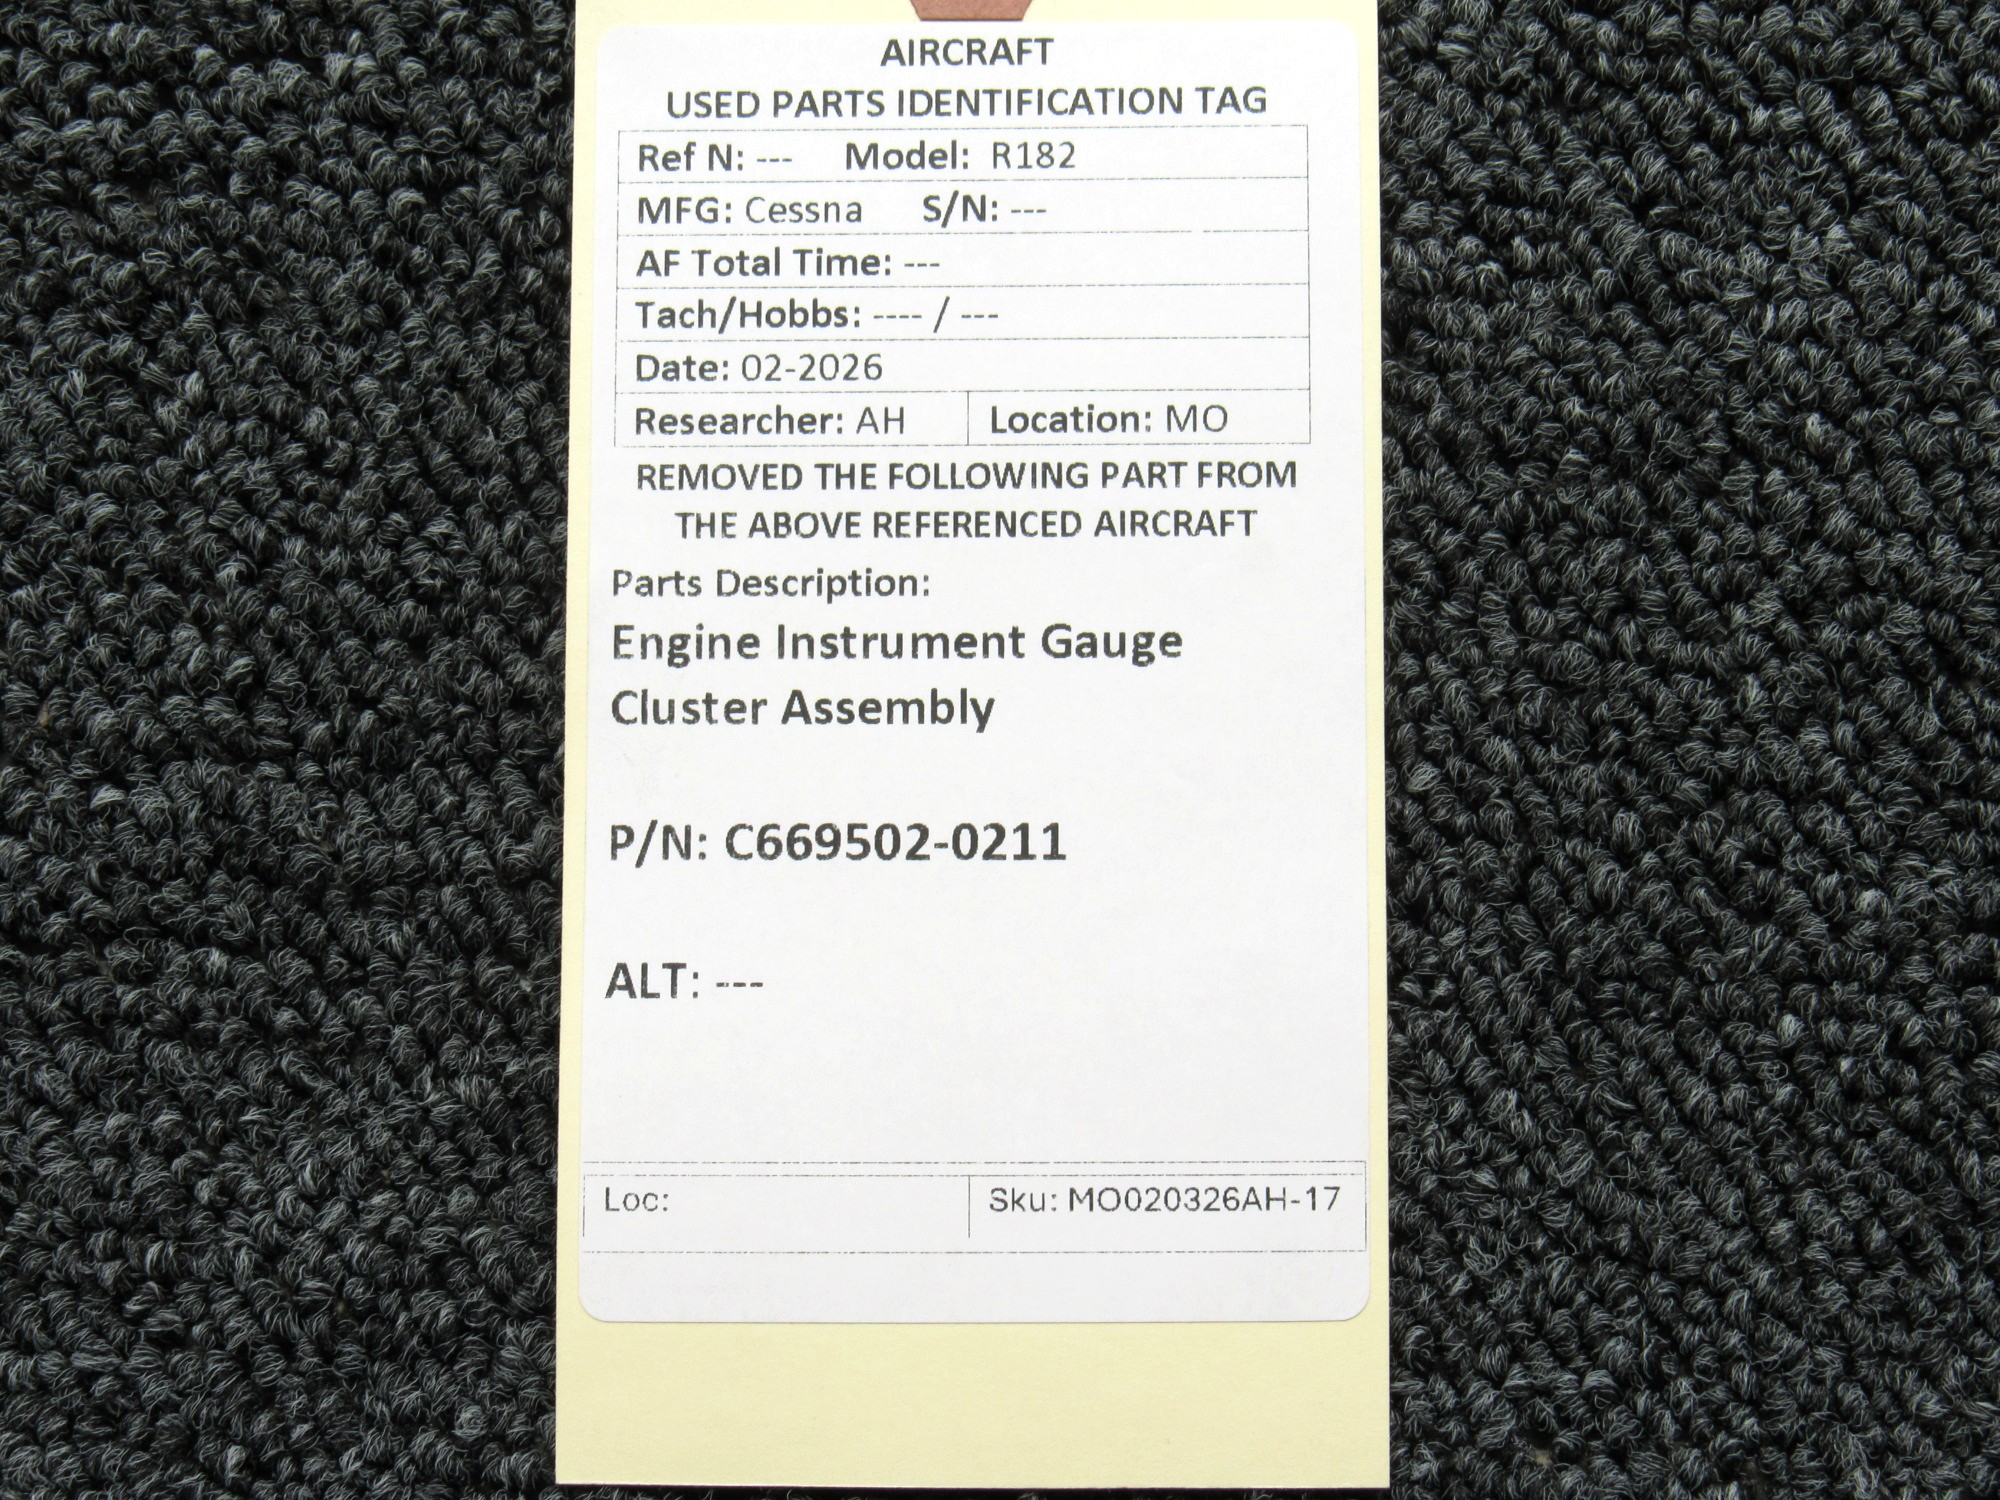 AIRCRAFT
USED PARTS IDENTIFICATION TAG
Ref N: --- Model: R182
MFG: Cessna S/N: ---
AF Total Time: ---
Tach/Hobbs: ---- / ---
Date: 02-2026
Researcher: AH Location: MO
REMOVED THE FOLLOWING PART FROM
THE ABOVE REFERENCED AIRCRAFT
Parts Description:
Engine Instrument Gauge
Cluster Assembly
P/N: C669502-0211
ALT: ---
Loc: Sku: MO020326AH-17